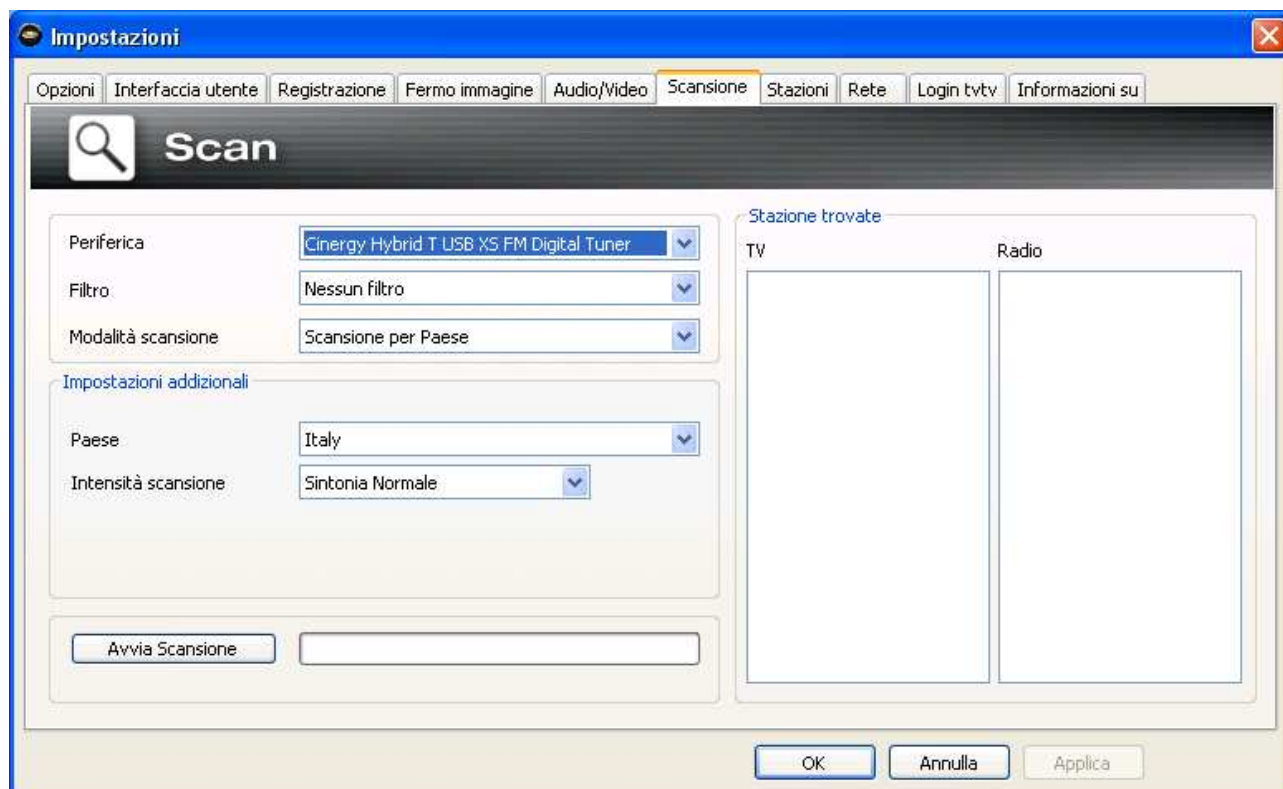 Impostazioni
Opzioni Interfaccia utente Registrazione Fermo immagine Audio/Video Scansione Stazioni Rete Login tvtv Informazioni su
Scan
Periferica Cinergy Hybrid T USB XS FM Digital Tuner
Filtro Nessun filtro
Modalità scansione Scansione per Paese
Impostazioni addizionali
Paese Italy
Intensità scansione Sintonia Normale
Avvia Scansione
Stazione trovate
TV Radio
OK Annulla Applica